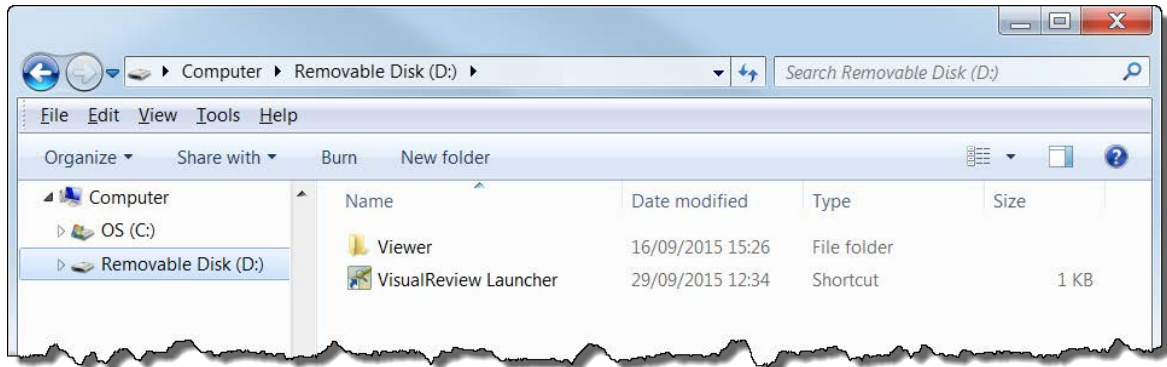 Computer Removable Disk (D:) Search Removable Disk (D:)
File Edit View Tools Help
Organize Share with Burn New folder
Computer Name Date modified Type Size
OS (C:)
Viewer 16/09/2015 15:26 File folder
Removable Disk (D:)
VisualReview Launcher 29/09/2015 12:34 Shortcut 1 KB